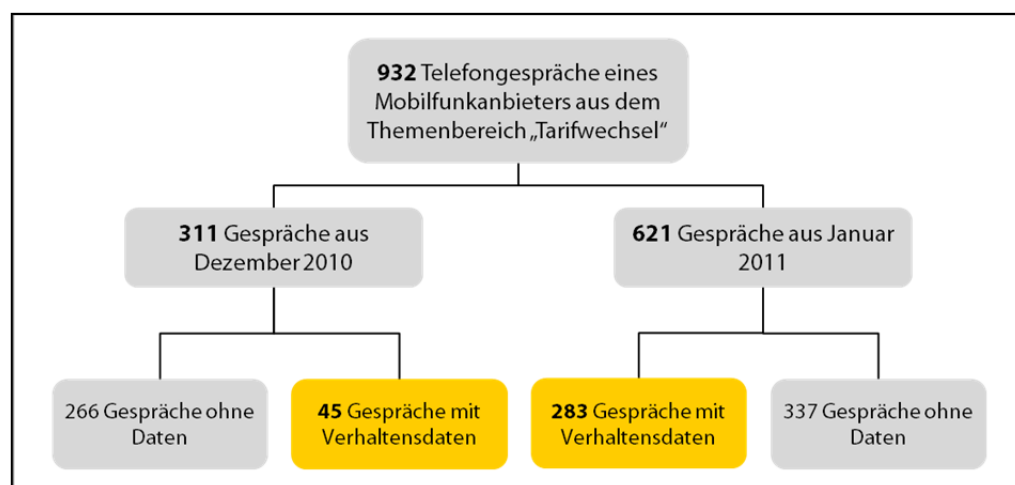 932 Telefongespräche eines
Mobilfunkanbieters aus dem
Themenbereich „Tarifwechsel“
311 Gespräche aus
Dezember 2010
621 Gespräche aus Januar
2011
266 Gespräche ohne
Daten
45 Gespräche mit
Verhaltensdaten
283 Gespräche mit
Verhaltensdaten
337 Gespräche ohne
Daten